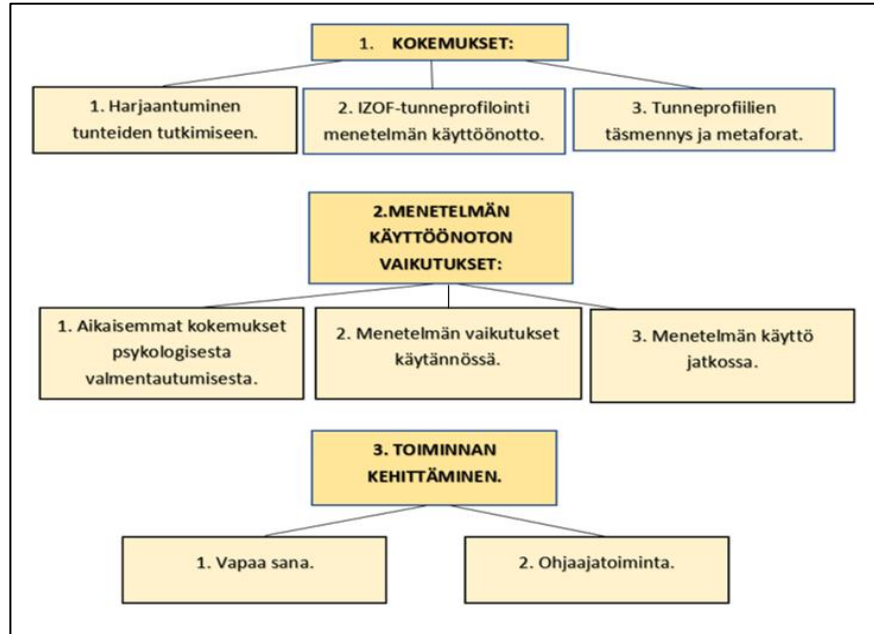 1. KOKEMUKSET:
1. Harjaantuminen
tunteiden tutkimiseen.
2. IZOF-tunneprofilointi
menetelmän käyttöönotto.
3. Tunneprofiilien
täsmennys ja metaforat.
2.MENETELMÄN
KÄYTTÖÖNOTON
VAIKUTUKSET:
1. Aikaisemmat kokemukset
psykologisesta
valmentautumisesta.
2. Menetelmän vaikutukset
käytännössä.
3. Menetelmän käyttö
jatkossa.
3. TOIMINNAN
KEHITTÄMINEN.
1. Vapaa sana.
2. Ohjaajatoiminta.